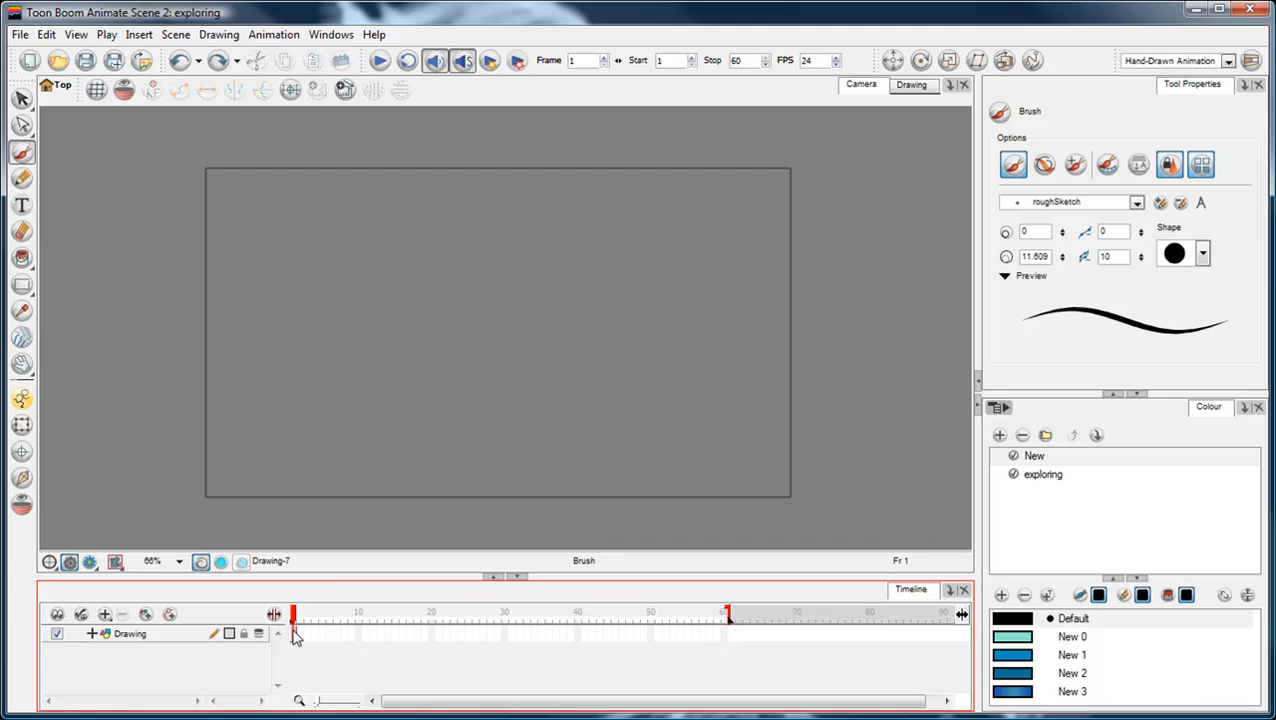 Toon Boom Animate Scene 2: exploring
File Edit View Play Insert Scene Drawing Animation Windows Help
Frame 1 Start 1 Stop 60 FPS 24 Hand-Drawn Animation
Top Camera Drawing Tool Properties
Brush
Options
roughSketch A
0 0 Shape
11.609 10
Preview
Colour
New
exploring
66% Drawing-7 Brush Fr 1
Timeline
10 20 30 40 50 60 70 80 90
Drawing
Default
New 0
New 1
New 2
New 3